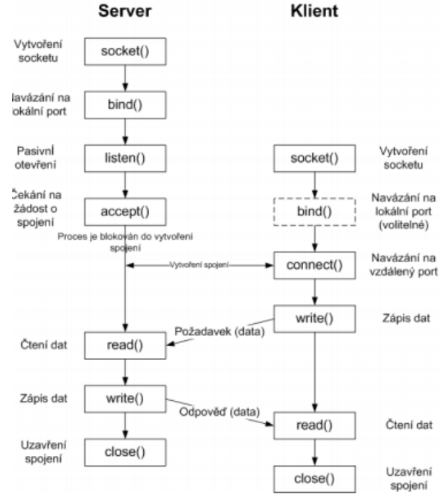 Server
Klient
Vytvoření
socketu
socket()
Navázání na
lokální port
bind()
Pasivní
otevření
listen()
socket()
Vytvoření
socketu
Čekání na
žádost o
spojení
accept()
bind()
Navázání na
lokální port
(volitelné)
Proces je blokován do vytvoření
spojení
Vytvoření spojení
connect()
Navázání na
vzdálený port
write()
Zápis dat
Požadavek (data)
Čtení dat
read()
Zápis dat
write()
Odpověď (data)
read()
Čtení dat
Uzavření
spojení
close()
close()
Uzavření
spojení